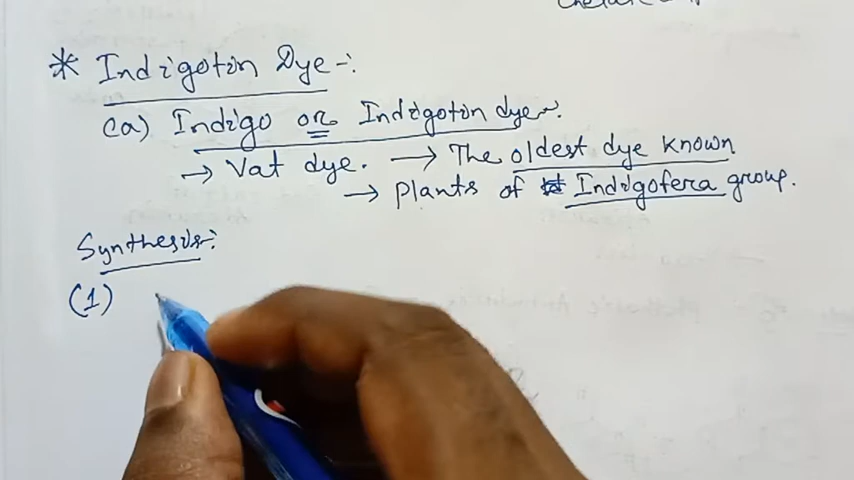 * Indigotin Dye -:
(a) Indigo or Indigotin dye~.
→ Vat dye. → The oldest dye known
→ plants of Indigofera group.
Synthesis~:
(1)